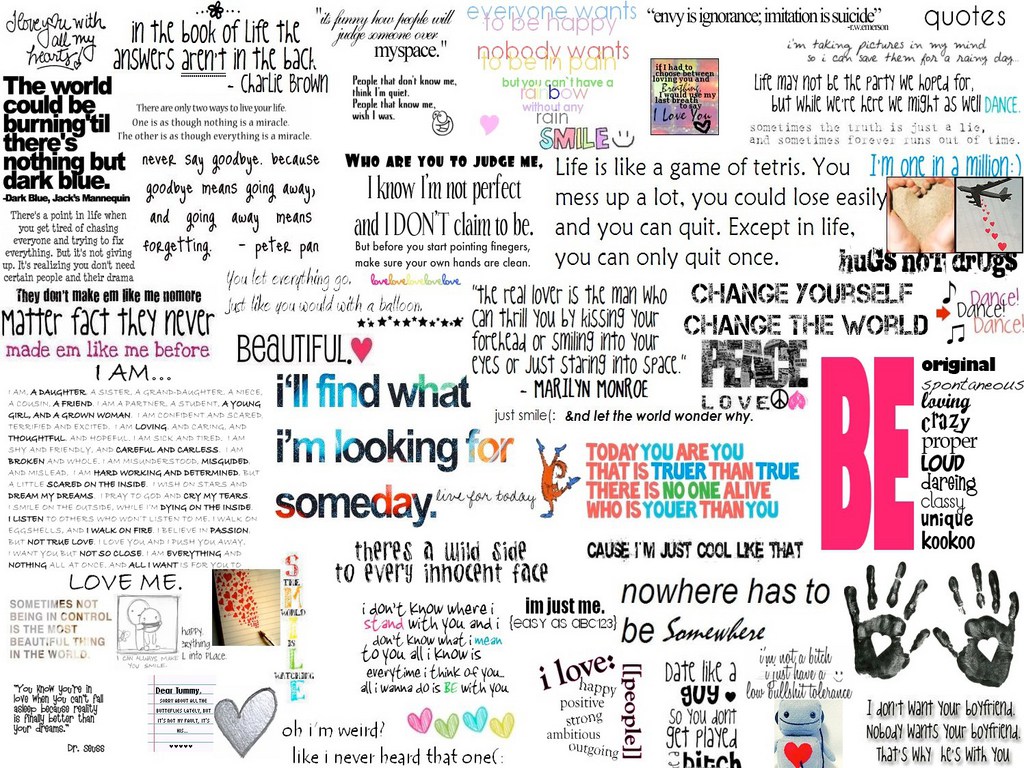 I love you with
all my
hearts!
in the book of life the
answers aren't in the back
- Charlie Brown
"its funny how people will
judge someone over
myspace."
everyone wants
to be happy
nobody wants
to be in pain
but you can't have a
rainbow
without any
rain
SMILE
"envy is ignorance; imitation is suicide"
-r.w.emerson
quotes
i'm taking pictures in my mind
so i can save them for a rainy day..
The world
could be
burning 'til
there's
nothing but
dark blue.
-Dark Blue, Jack's Mannequin
There are only two ways to live your life.
One is as though nothing is a miracle.
The other is as though everything is a miracle.
People that don't know me,
think I'm quiet.
People that know me,
wish I was.
if I had to
choose between
loving you and
Breathing,
I would use my
last breath
to say
I Love You
Life may not be the party we hoped for,
but while we're here we might as well DANCE.
sometimes the truth is just a lie,
and sometimes forever runs out of time.
never say goodbye. because
goodbye means going away,
and going away means
forgetting. - peter pan
Who are you to judge me,
I know I'm not perfect
and I DON'T claim to be.
But before you start pointing fingers,
make sure your own hands are clean.
Life is like a game of tetris. You
mess up a lot, you could lose easily
and you can quit. Except in life,
you can only quit once.
I'm one in a million:)
huGs noT dRugs
There's a point in life when
you get tired of chasing
everyone and trying to fix
everything. But it's not giving
up. It's realizing you don't need
certain people and their drama
You let everything go,
Just like you would with a balloon.
lovelovelovelovelove
They don't make em like me nomore
Matter fact they never
made em like me before
BEAUTIFUL.
"the real lover is the man who
can thrill you by kissing your
forehead or smiling into your
eyes or just staring into space."
- MARILYN MONROE
CHANGE YOURSELF
CHANGE THE WORLD
Dance!
Dance!
Dance!
PEACE
LOVE
just smile(: &and let the world wonder why.
I AM...
I AM, A DAUGHTER, A SISTER, A GRAND-DAUGHTER, A NIECE,
A COUSIN, A FRIEND. I AM A PARTNER, A STUDENT, A YOUNG
GIRL, AND A GROWN WOMAN. I AM CONFIDENT AND SCARED,
TERRIFIED AND EXCITED. I AM LOVING, AND CARING, AND
THOUGHTFUL, AND HOPEFUL. I AM SICK AND TIRED. I AM
SHY AND FRIENDLY, AND CAREFUL AND CARLESS. I AM
BROKEN AND WHOLE. I AM MISUNDERSTOOD, MISGUIDED,
AND MISLEAD. I AM HARD WORKING AND DETERMINED, BUT
A LITTLE SCARED ON THE INSIDE. I WISH ON STARS AND
DREAM MY DREAMS. I PRAY TO GOD AND CRY MY TEARS.
I SMILE ON THE OUTSIDE, WHILE I'M DYING ON THE INSIDE.
I LISTEN TO OTHERS WHO WON'T LISTEN TO ME. I WALK ON
EGGSHELLS, AND I WALK ON FIRE. I BELIEVE IN PASSION,
BUT NOT TRUE LOVE. I LOVE YOU AND I PUSH YOU AWAY,
I WANT YOU BUT NOT SO CLOSE. I AM EVERYTHING AND
NOTHING ALL AT ONCE. AND ALL I WANT IS FOR YOU TO
LOVE ME.
i'll find what
i'm looking for
someday.
live for today
TODAY YOU ARE YOU
THAT IS TRUER THAN TRUE
THERE IS NO ONE ALIVE
WHO IS YOUER THAN YOU
BE
original
spontaneous
loving
crazy
proper
LOUD
dareing
classy
unique
kookoo
there's a wild side
to every innocent face
CAUSE I'M JUST COOL LIKE THAT
SOMETIMES NOT
BEING IN CONTROL
IS THE MOST
BEAUTIFUL THING
IN THE WORLD.
I CAN ALWAYS MAKE
YOU SMILE.
happy.
L into place.
S
THE
M
WORLD
I
IS
L
E
WATCHING
i don't know where i
stand with you and i
don't know what i mean
to you all i know is
everytime i think of you
all i wanna do is BE with you
im just me.
{easy as ABC123}
nowhere has to
be Somewhere
i love: [[people]]
happy
positive
strong
ambitious
outgoing
Date like a
guy
so you dont
get played
a bitch
i'm not a bitch
i just have a
low bullshit tolerance
"You know you're in
love when you can't fall
asleep because reality
is finally better than
your dreams."
Dr. Seuss
Dear Tummy,
SORRY ABOUT ALL THE
BUTTERFLIES LATELY, BUT
IT'S NOT MY FAULT, IT'S
HIS...
oh i'm weird?
like i never heard that one(:
I don't want your boyfriend.
Nobody wants your boyfriend.
That's why he's with you